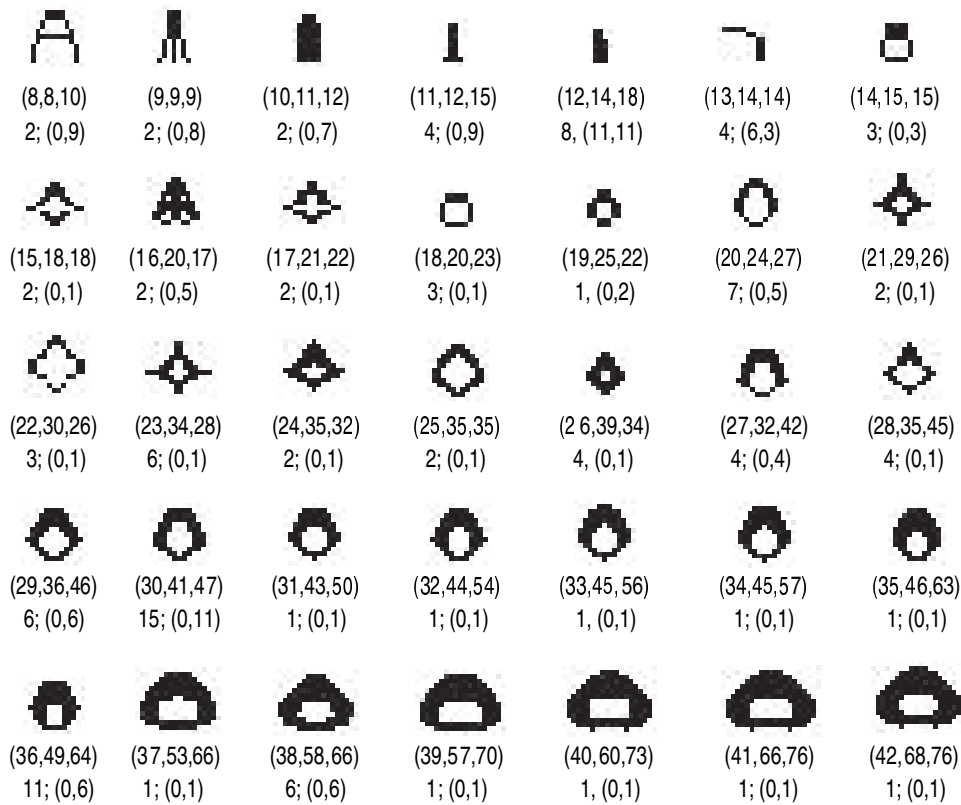 (8,8,10) (9,9,9) (10,11,12) (11,12,15) (12,14,18) (13,14,14) (14,15, 15)
2; (0,9) 2; (0,8) 2; (0,7) 4; (0,9) 8, (11,11) 4; (6,3) 3; (0,3)
(15,18,18) (16,20,17) (17,21,22) (18,20,23) (19,25,22) (20,24,27) (21,29,26)
2; (0,1) 2; (0,5) 2; (0,1) 3; (0,1) 1, (0,2) 7; (0,5) 2; (0,1)
(22,30,26) (23,34,28) (24,35,32) (25,35,35) (2 6,39,34) (27,32,42) (28,35,45)
3; (0,1) 6; (0,1) 2; (0,1) 2; (0,1) 4, (0,1) 4; (0,4) 4; (0,1)
(29,36,46) (30,41,47) (31,43,50) (32,44,54) (33,45,56) (34,45,57) (35,46,63)
6; (0,6) 15; (0,11) 1; (0,1) 1; (0,1) 1, (0,1) 1; (0,1) 1; (0,1)
(36,49,64) (37,53,66) (38,58,66) (39,57,70) (40,60,73) (41,66,76) (42,68,76)
11; (0,6) 1; (0,1) 6; (0,6) 1; (0,1) 1, (0,1) 1; (0,1) 1; (0,1)